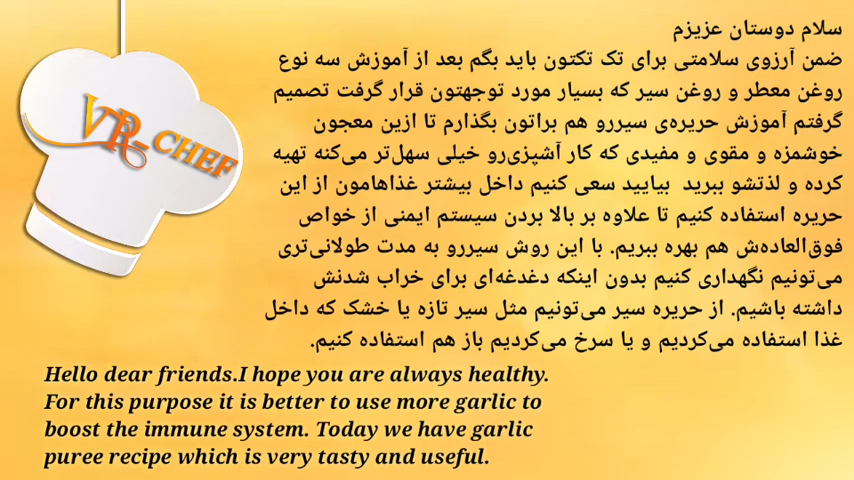 VR-CHEF
سلام دوستان عزیزم
ضمن آرزوی سلامتی برای تک تکتون باید بگم بعد از آموزش سه نوع
روغن معطر و روغن سیر که بسیار مورد توجهتون قرار گرفت تصمیم
گرفتم آموزش حریره‌ی سیررو هم براتون بگذارم تا ازین معجون
خوشمزه و مقوی و مفیدی که کار آشپزی‌رو خیلی سهل‌تر می‌کنه تهیه
کرده و لذتشو ببرید  بیایید سعی کنیم داخل بیشتر غذاهامون از این
حریره استفاده کنیم تا علاوه بر بالا بردن سیستم ایمنی از خواص
فوق‌العاده‌ش هم بهره ببریم. با این روش سیررو به مدت طولانی‌تری
می‌تونیم نگهداری کنیم بدون اینکه دغدغه‌ای برای خراب شدنش
داشته باشیم. از حریره سیر می‌تونیم مثل سیر تازه یا خشک که داخل
غذا استفاده می‌کردیم و یا سرخ می‌کردیم باز هم استفاده کنیم.
Hello dear friends.I hope you are always healthy.
For this purpose it is better to use more garlic to
boost the immune system. Today we have garlic
puree recipe which is very tasty and useful.